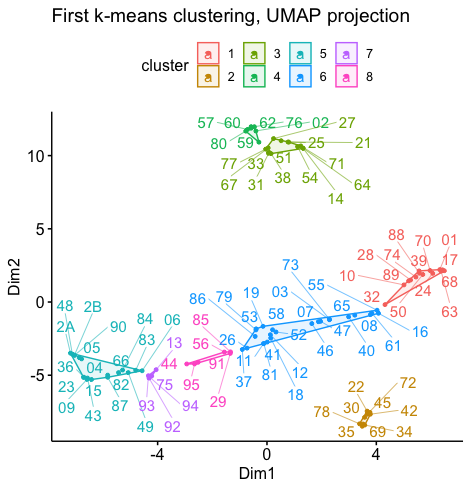 First k-means clustering, UMAP projection
cluster
a 1 a 3 a 5 a 7
a 2 a 4 a 6 a 8
57 60 62 76 02 27
80 59 25 21
77 33 51 71
67 31 38 54 64
14
88 70 01
28 74 39 17
10 89 24 68
32 50 63
73
55
86 79 19 03
53 58 07 65 16
26 52 47 08 61
37 11 41 12 46 40
81 18
48 2B
2A 90 84 06
05 83 13
36 04 66
23 15 82 75
09 43 87 49 93 94
92
85
56
44 91
95 29
22 72
30 45 42
78 35 69 34
10
5
0
-5
Dim2
-4 0 4
Dim1